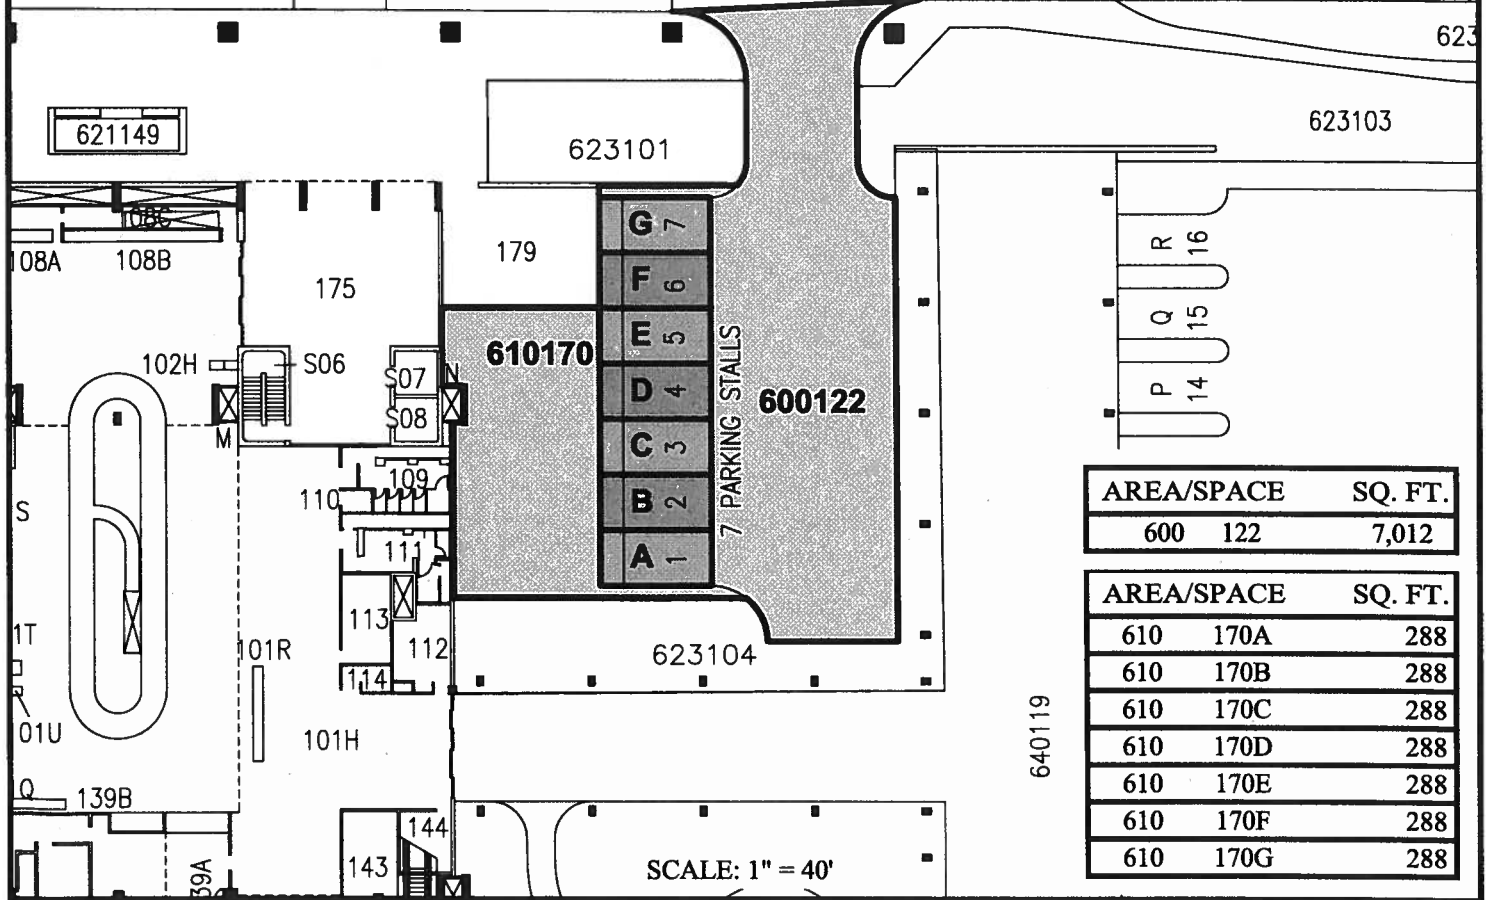 623
621149
623101
623103
08C
108A
108B
175
179
G 7
F 6
E 5
D 4
C 3
B 2
A 1
7 PARKING STALLS
610170
600122
R 16
Q 15
P 14
102H
S06
S07
S08
N
M
S
109
110
111
113
112
114
1T
101R
01U
101H
623104
640119
Q
139B
39A
144
143
SCALE: 1" = 40'
AREA/SPACE SQ. FT.
600 122 7,012
AREA/SPACE SQ. FT.
610 170A 288
610 170B 288
610 170C 288
610 170D 288
610 170E 288
610 170F 288
610 170G 288